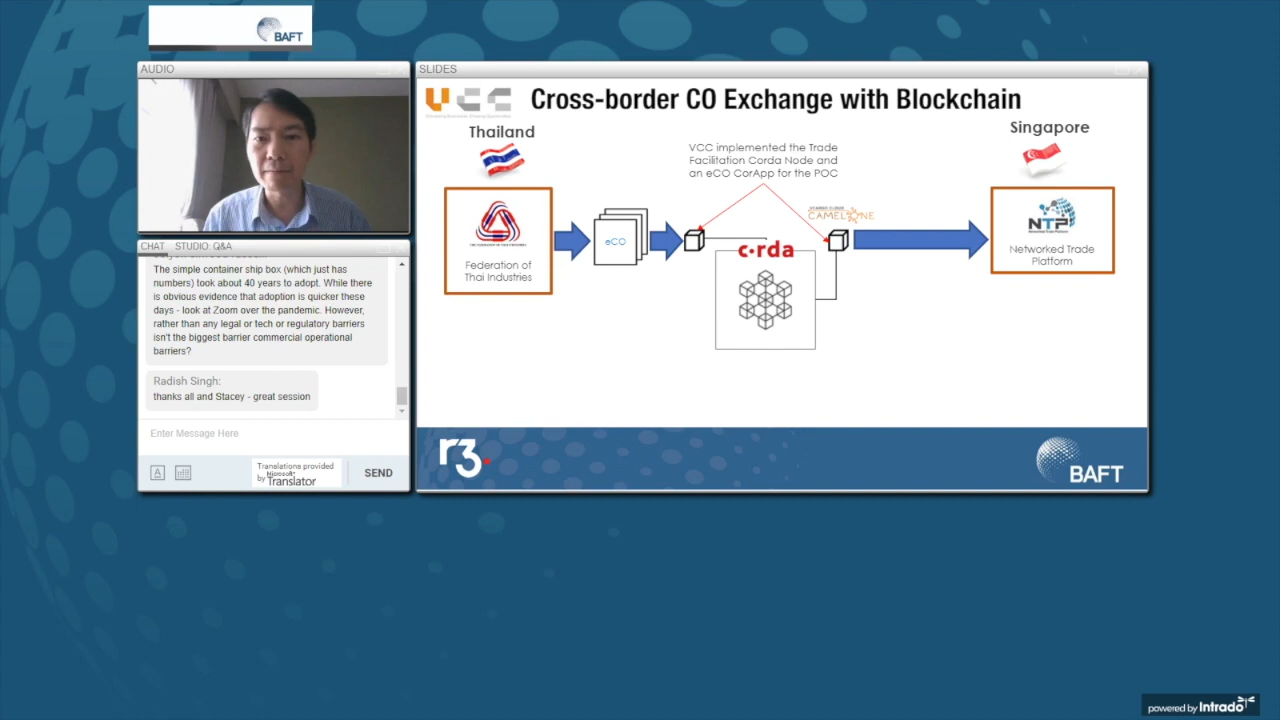 BAFT
AUDIO
CHAT STUDIO Q&A
The simple container ship box (which just has
numbers) took about 40 years to adopt. While there
is obvious evidence that adoption is quicker these
days - look at Zoom over the pandemic. However,
rather than any legal or tech or regulatory barriers
isn't the biggest barrier commercial operational
barriers?
Radish Singh:
thanks all and Stacey - great session
Enter Message Here
A
Translations provided
by Microsoft
Translator
SEND
SLIDES
VCC
Cross-border CO Exchange with Blockchain
Thailand
Singapore
VCC implemented the Trade
Facilitation Corda Node and
an eCO CorApp for the POC
Federation of
Thai Industries
eCO
c·rda
CAMELONE
NTP
Networked Trade
Platform
r3.
BAFT
powered by Intrado